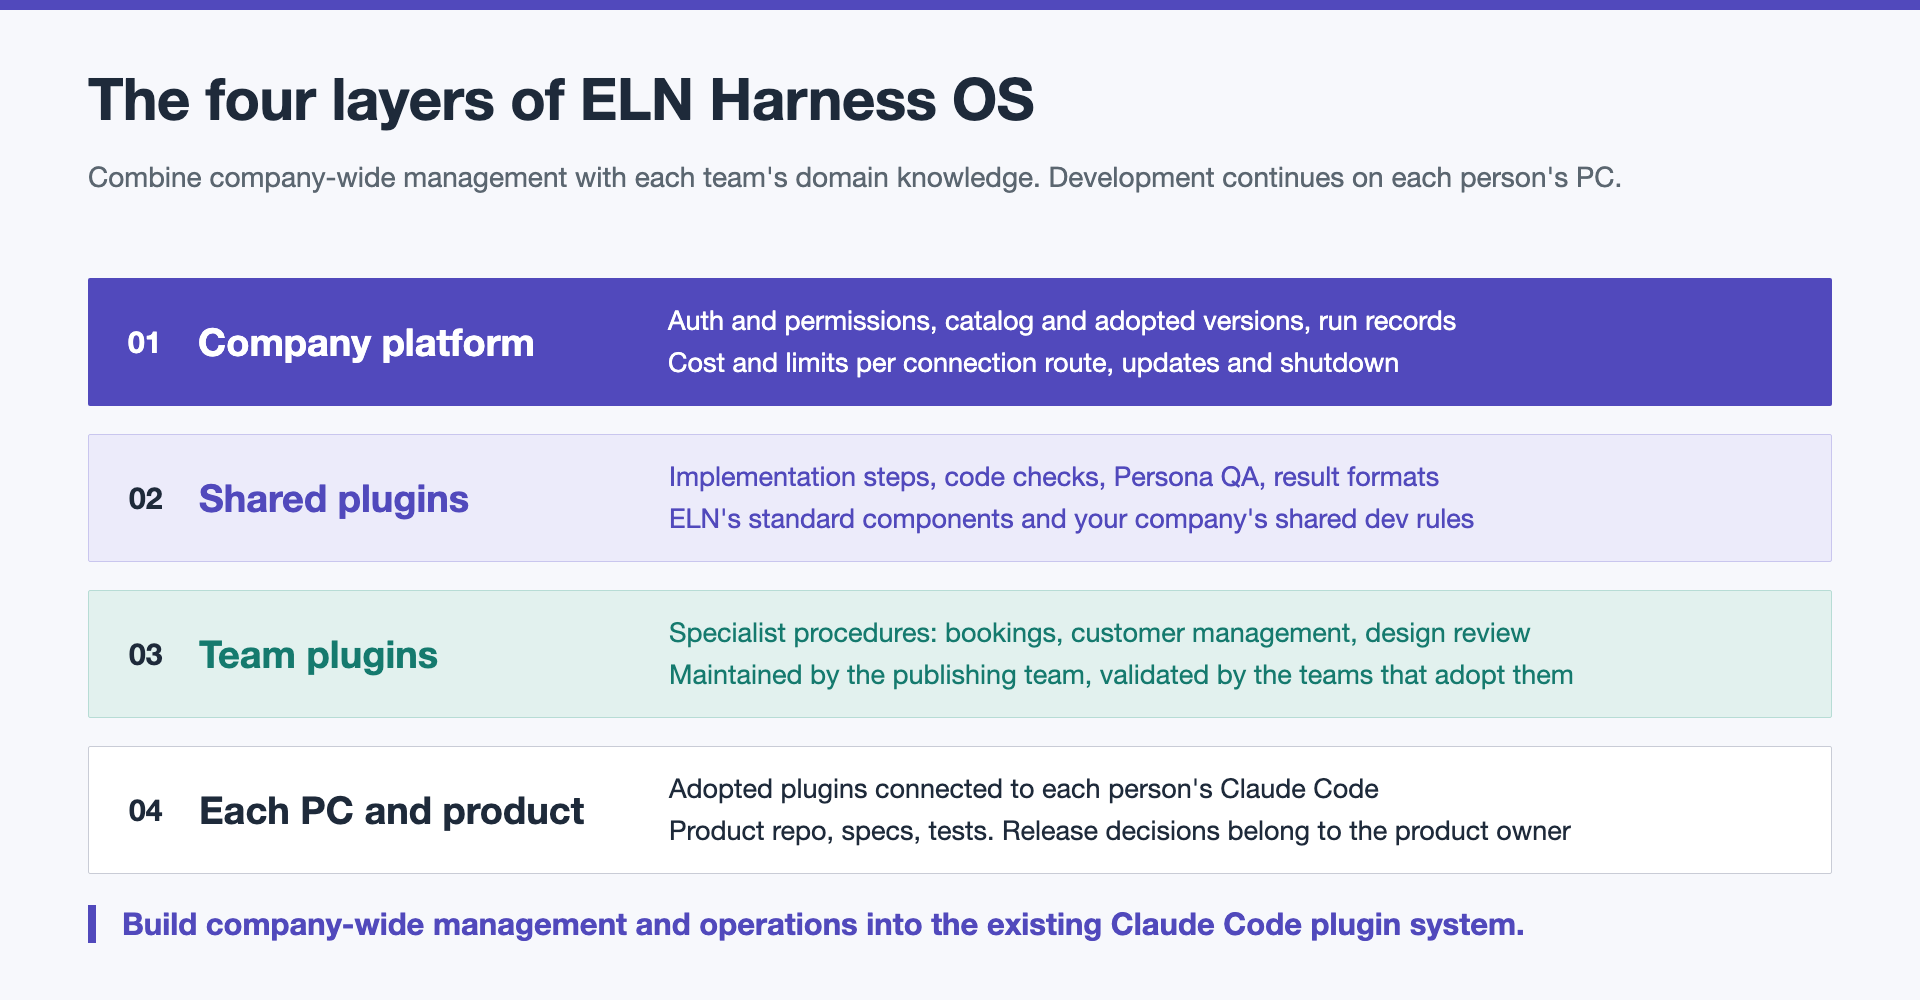 The four layers of ELN Harness OS
Combine company-wide management with each team's domain knowledge. Development continues on each person's PC.
01 Company platform
Auth and permissions, catalog and adopted versions, run records
Cost and limits per connection route, updates and shutdown
02 Shared plugins
Implementation steps, code checks, Persona QA, result formats
ELN's standard components and your company's shared dev rules
03 Team plugins
Specialist procedures: bookings, customer management, design review
Maintained by the publishing team, validated by the teams that adopt them
04 Each PC and product
Adopted plugins connected to each person's Claude Code
Product repo, specs, tests. Release decisions belong to the product owner
Build company-wide management and operations into the existing Claude Code plugin system.